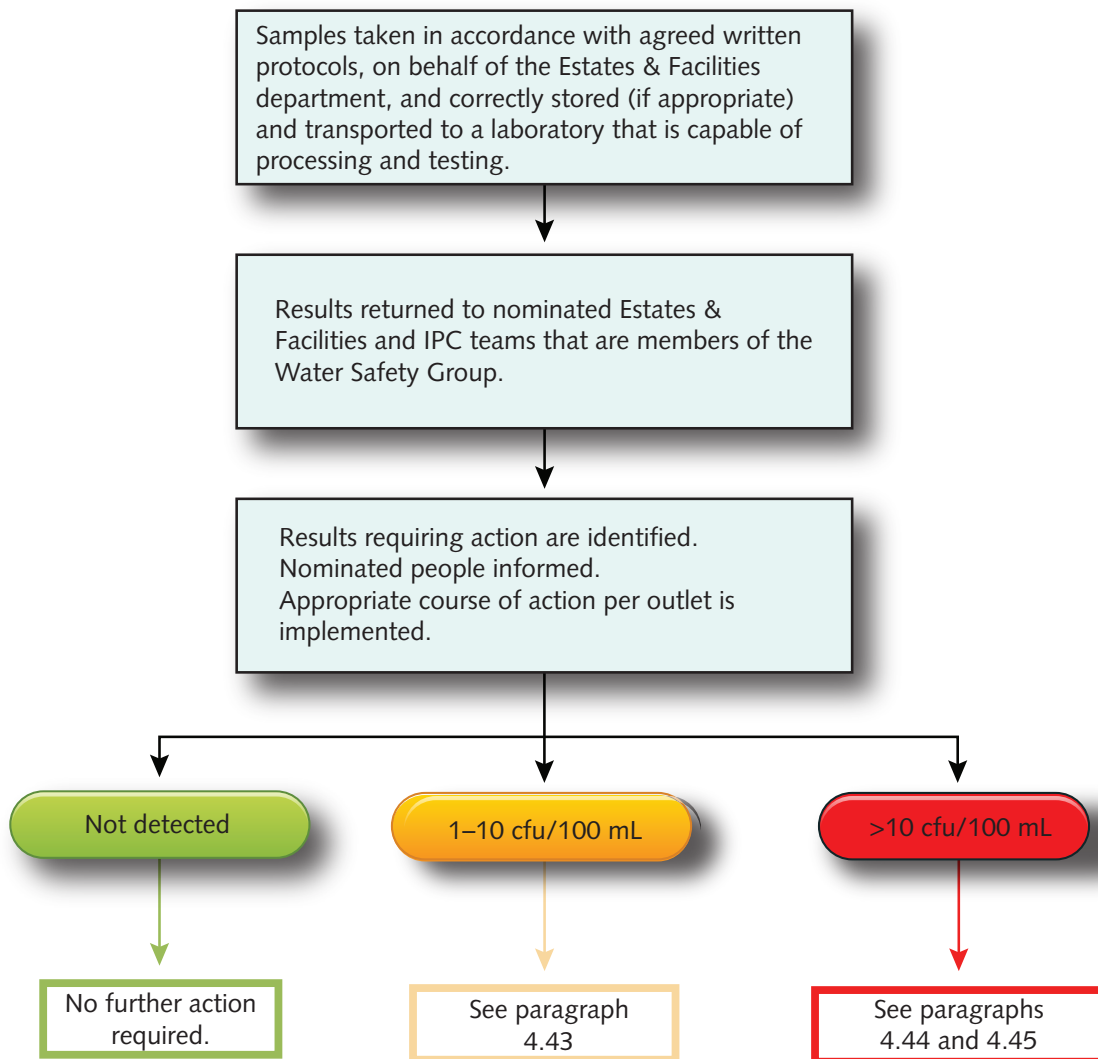 Samples taken in accordance with agreed written
protocols, on behalf of the Estates & Facilities
department, and correctly stored (if appropriate)
and transported to a laboratory that is capable of
processing and testing.
Results returned to nominated Estates &
Facilities and IPC teams that are members of the
Water Safety Group.
Results requiring action are identified.
Nominated people informed.
Appropriate course of action per outlet is
implemented.
Not detected
1–10 cfu/100 mL
>10 cfu/100 mL
No further action
required.
See paragraph
4.43
See paragraphs
4.44 and 4.45